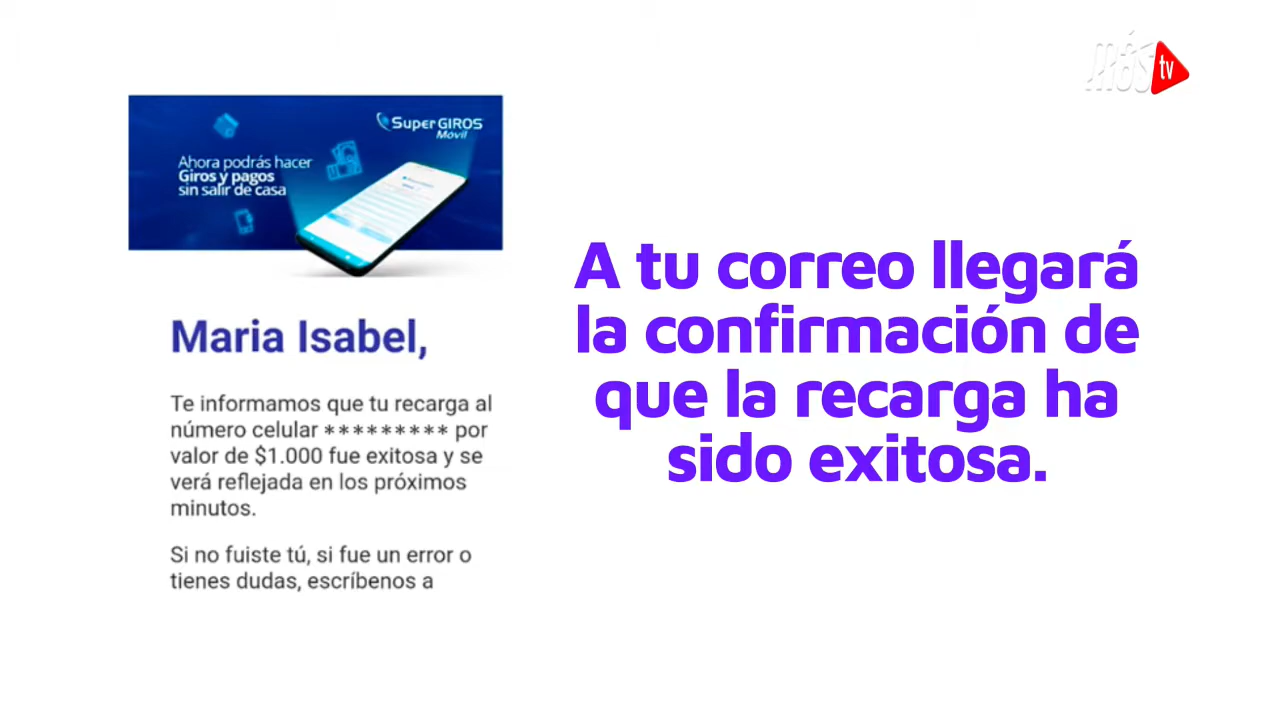 más tv
SuperGIROS
Móvil
Ahora podrás hacer
Giros y pagos
sin salir de casa
Maria Isabel,
Te informamos que tu recarga al
número celular ********* por
valor de $1.000 fue exitosa y se
verá reflejada en los próximos
minutos.
Si no fuiste tú, si fue un error o
tienes dudas, escríbenos a
A tu correo llegará
la confirmación de
que la recarga ha
sido exitosa.